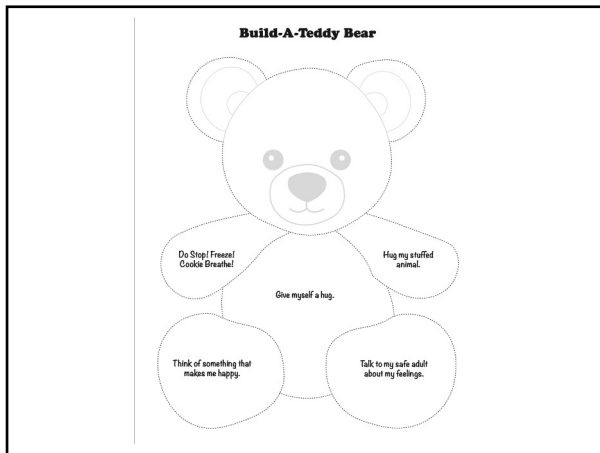 Build-A-Teddy Bear
Do Stop! Freeze!
Cookie Breathe!
Hug my stuffed
animal.
Give myself a hug.
Think of something that
makes me happy.
Talk to my safe adult
about my feelings.